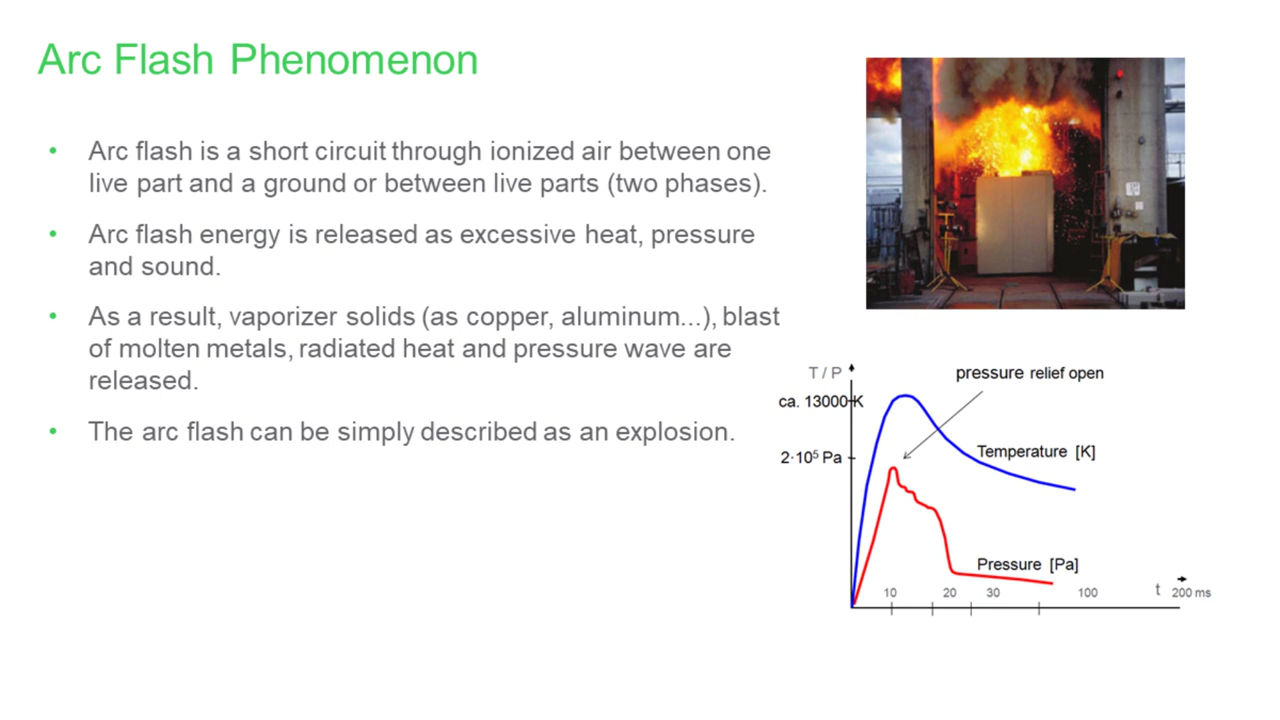 Arc Flash Phenomenon
• Arc flash is a short circuit through ionized air between one
live part and a ground or between live parts (two phases).
• Arc flash energy is released as excessive heat, pressure
and sound.
• As a result, vaporizer solids (as copper, aluminum...), blast
of molten metals, radiated heat and pressure wave are
released.
• The arc flash can be simply described as an explosion.
T / P
pressure relief open
ca. 13000 K
Temperature [K]
2·10⁵ Pa
Pressure [Pa]
10 20 30 100 t 200 ms